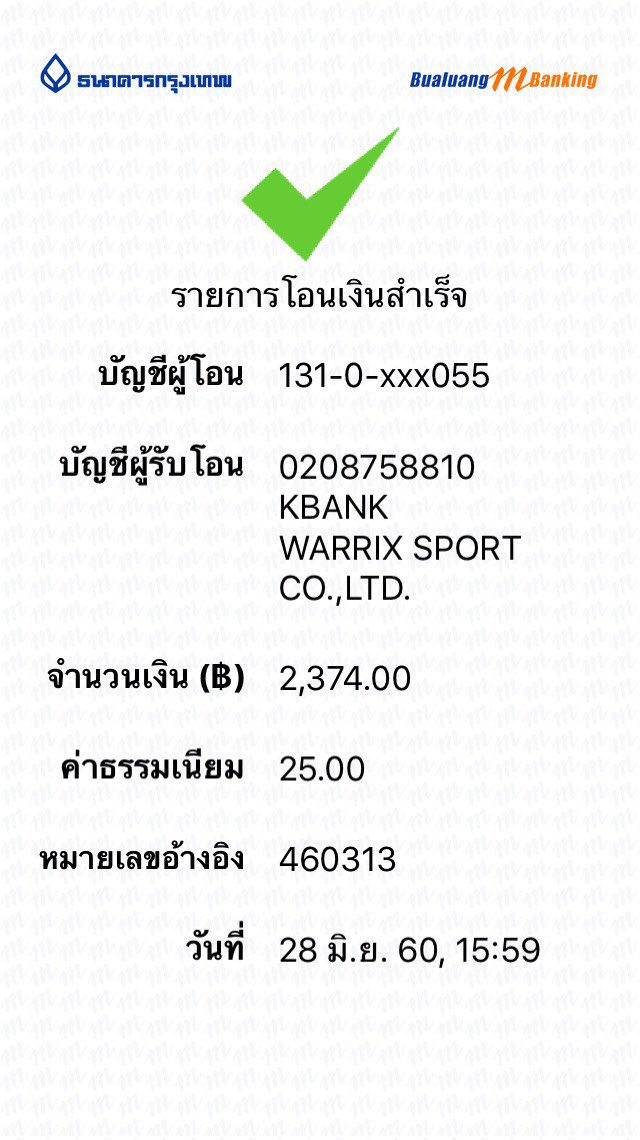 ธนาคารกรุงเทพ
Bualuang mBanking
รายการโอนเงินสำเร็จ
บัญชีผู้โอน 131-0-xxx055
บัญชีผู้รับโอน 0208758810
KBANK
WARRIX SPORT
CO.,LTD.
จำนวนเงิน (฿) 2,374.00
ค่าธรรมเนียม 25.00
หมายเลขอ้างอิง 460313
วันที่ 28 มิ.ย. 60, 15:59